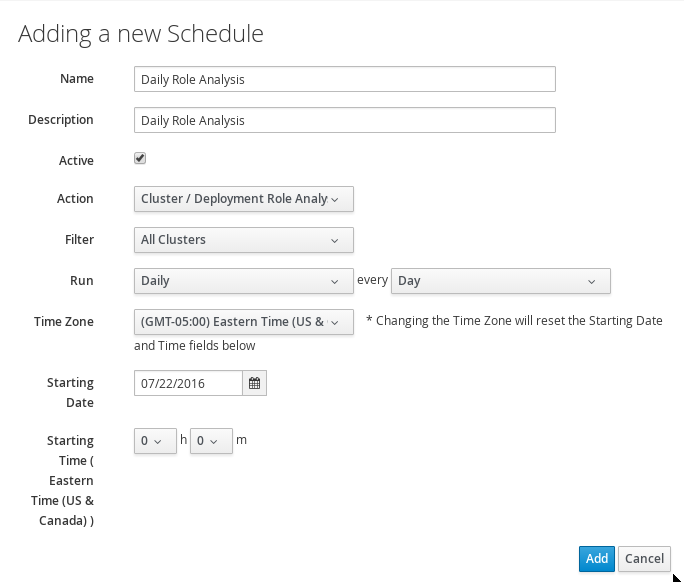 Adding a new Schedule
Name Daily Role Analysis
Description Daily Role Analysis
Active
Action Cluster / Deployment Role Analy
Filter All Clusters
Run Daily every Day
Time Zone (GMT-05:00) Eastern Time (US & * Changing the Time Zone will reset the Starting Date
and Time fields below
Starting 07/22/2016
Date
Starting 0 h 0 m
Time (
Eastern
Time (US &
Canada) )
Add Cancel